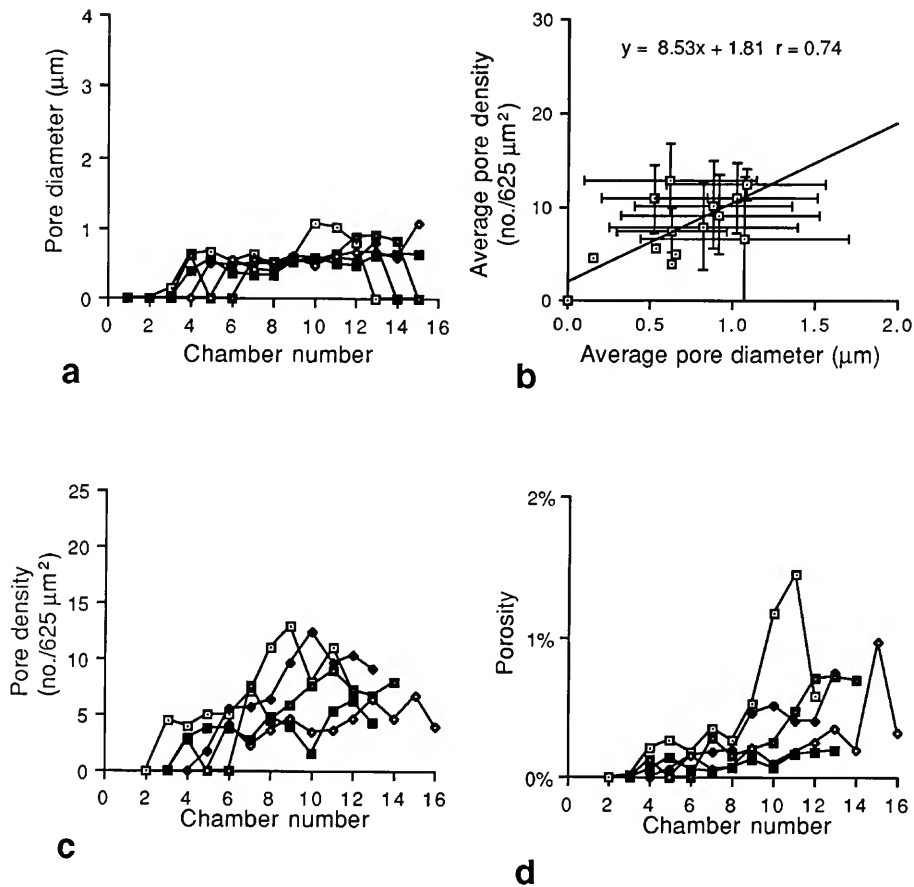 4
3
2
1
0
Pore diameter (µm)
0 2 4 6 8 10 12 14 16
Chamber number
a
30
20
10
0
Average pore density
(no./625 µm²)
y = 8.53x + 1.81 r = 0.74
0.0 0.5 1.0 1.5 2.0
Average pore diameter (µm)
b
25
20
15
10
5
0
Pore density
(no./625 µm²)
0 2 4 6 8 10 12 14 16
Chamber number
c
2%
1%
0%
Porosity
0 2 4 6 8 10 12 14 16
Chamber number
d